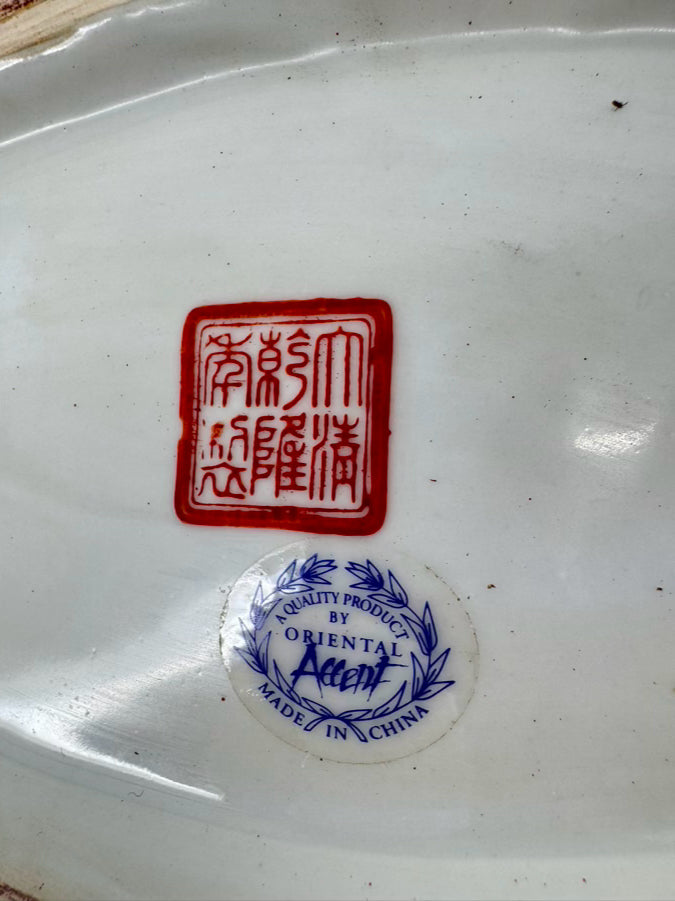 大清
乾隆
年製
A QUALITY PRODUCT
BY
ORIENTAL
Accent
MADE IN CHINA